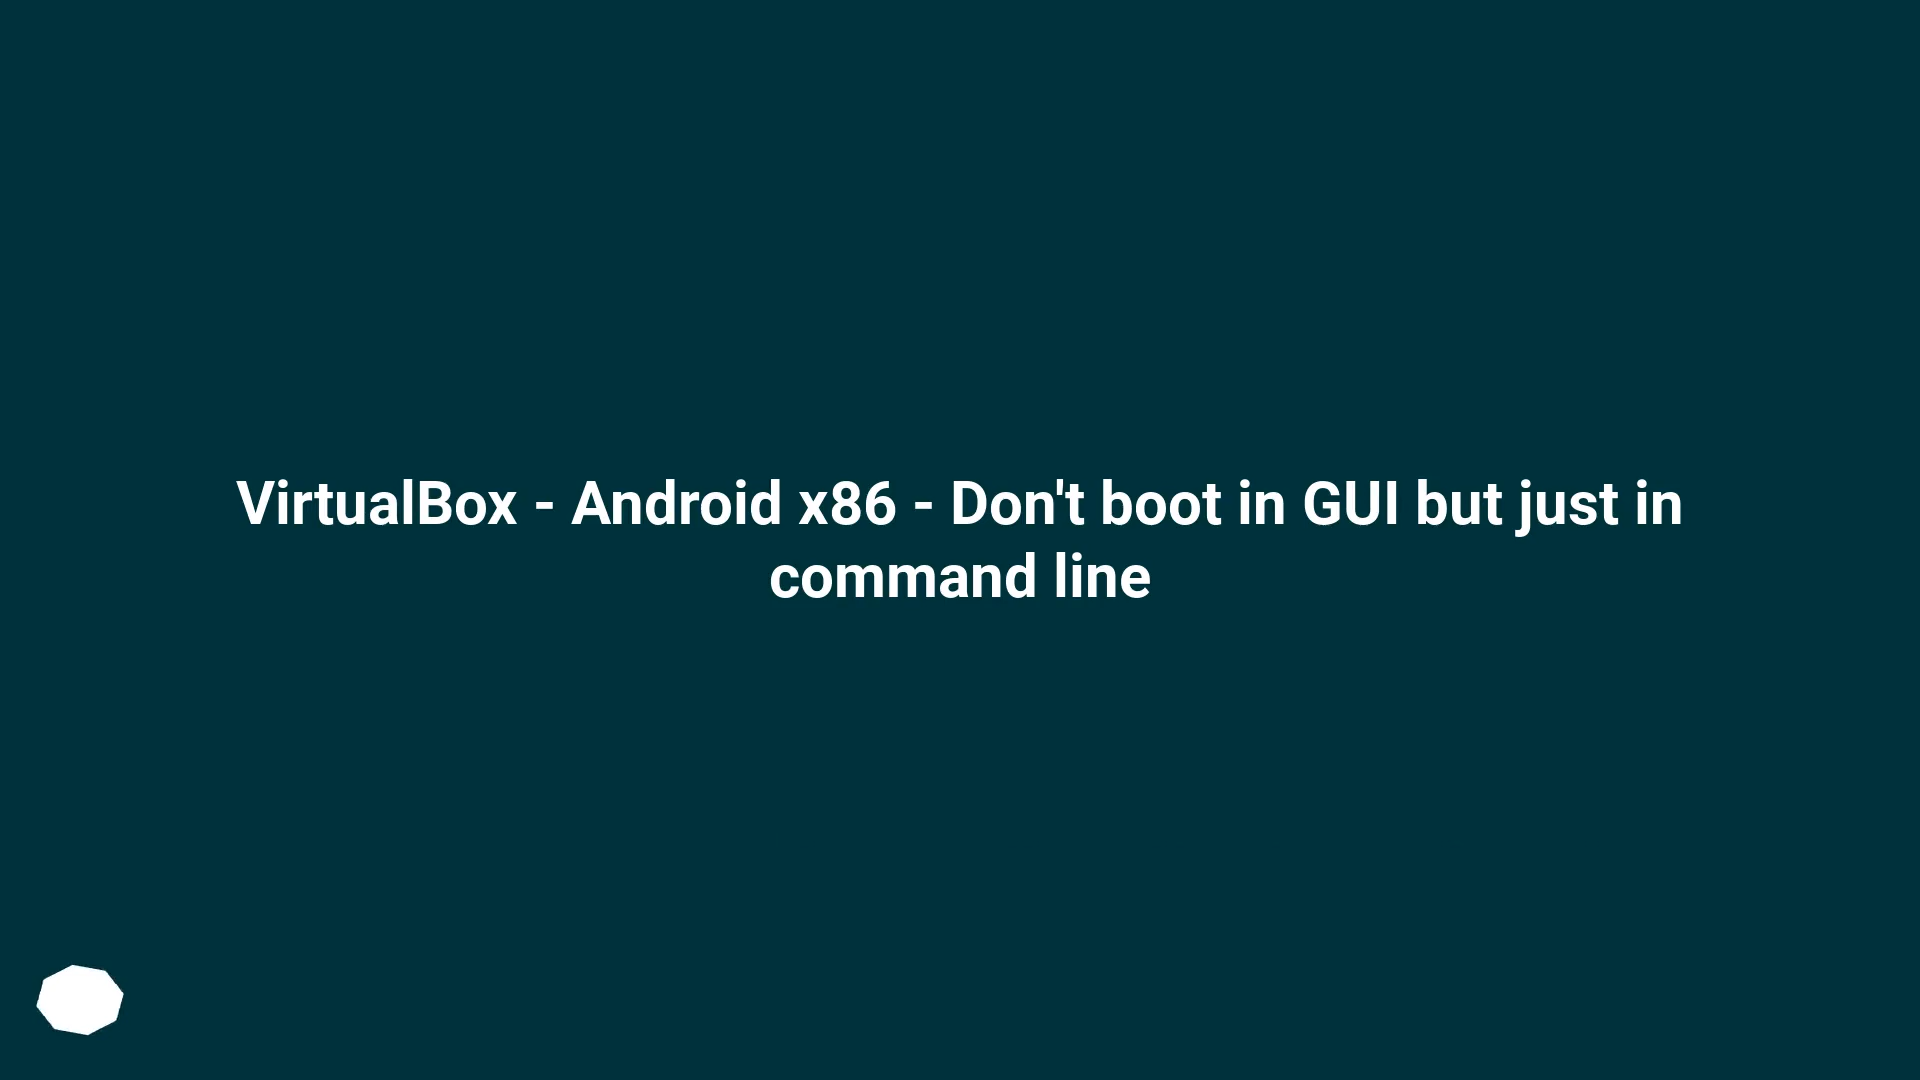 VirtualBox - Android x86 - Don't boot in GUI but just in
command line